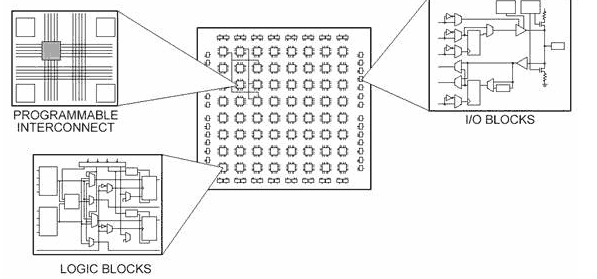 PROGRAMMABLE
INTERCONNECT
I/O BLOCKS
LOGIC BLOCKS